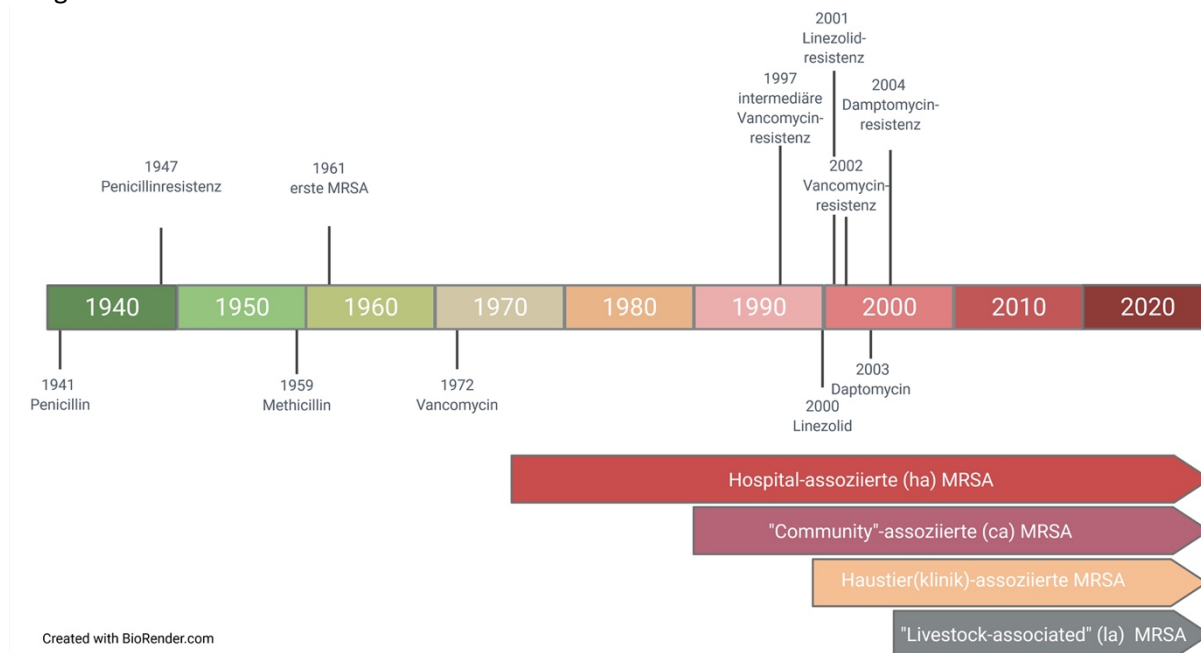 2001
Linezolid-
resistenz
1997
intermediäre
Vancomycin-
resistenz
2004
Damptomycin-
resistenz
1947
Penicillinresistenz
1961
erste MRSA
2002
Vancomycin-
resistenz
1940 1950 1960 1970 1980 1990 2000 2010 2020
1941
Penicillin
1959
Methicillin
1972
Vancomycin
2003
Daptomycin
2000
Linezolid
Hospital-assoziierte (ha) MRSA
"Community"-assoziierte (ca) MRSA
Haustier(klinik)-assoziierte MRSA
"Livestock-associated" (la) MRSA
Created with BioRender.com